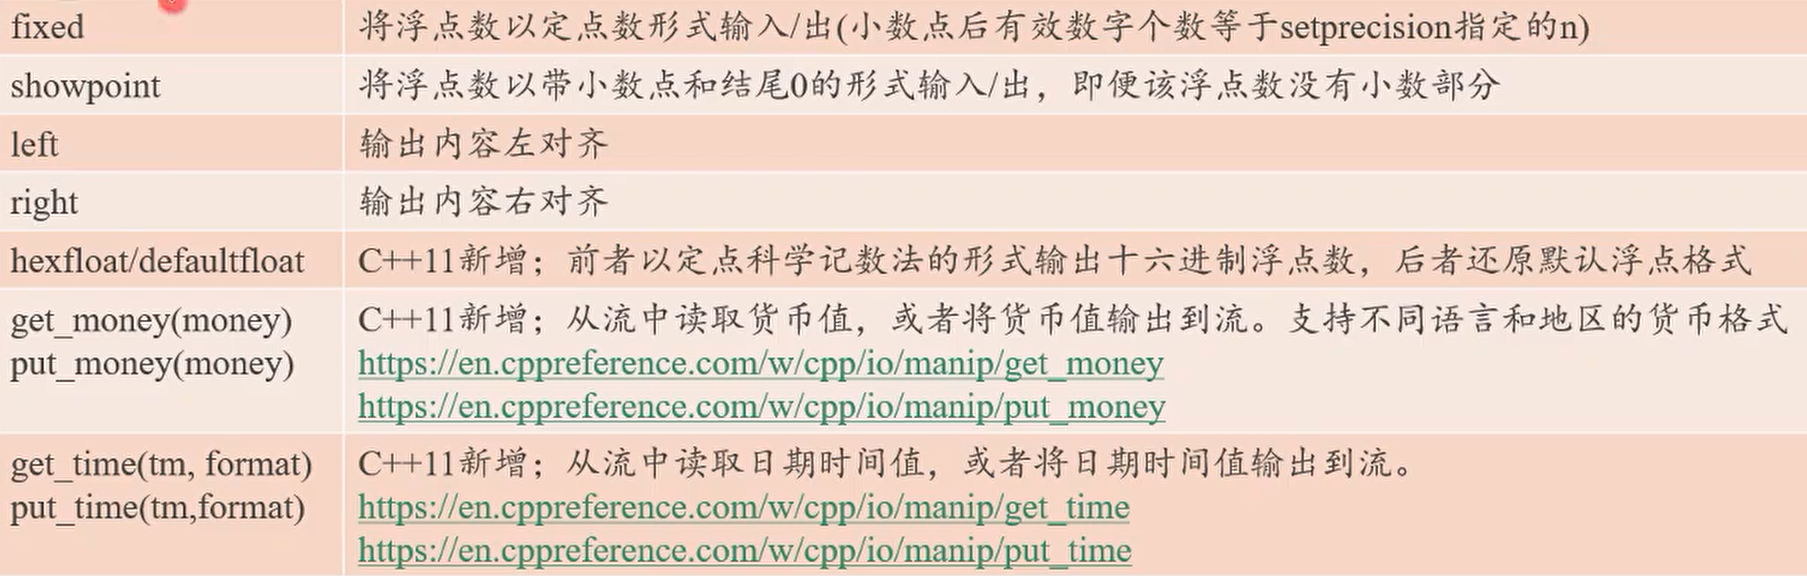 fixed 将浮点数以定点数形式输入/出(小数点后有效数字个数等于setprecision指定的n)
showpoint 将浮点数以带小数点和结尾0的形式输入/出，即便该浮点数没有小数部分
left 输出内容左对齐
right 输出内容右对齐
hexfloat/defaultfloat C++11新增；前者以定点科学记数法的形式输出十六进制浮点数，后者还原默认浮点格式
get_money(money) C++11新增；从流中读取货币值，或者将货币值输出到流。支持不同语言和地区的货币格式
put_money(money) https://en.cppreference.com/w/cpp/io/manip/get_money
https://en.cppreference.com/w/cpp/io/manip/put_money
get_time(tm, format) C++11新增；从流中读取日期时间值，或者将日期时间值输出到流。
put_time(tm,format) https://en.cppreference.com/w/cpp/io/manip/get_time
https://en.cppreference.com/w/cpp/io/manip/put_time